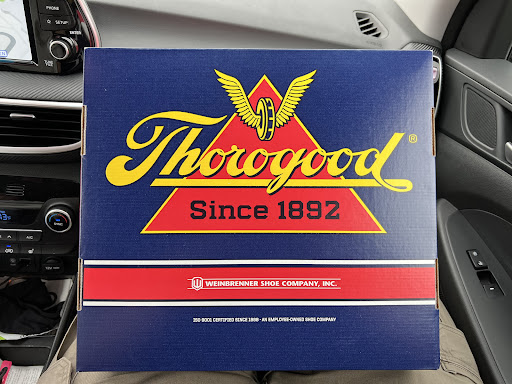 Thorogood®
Since 1892
W WEINBRENNER SHOE COMPANY, INC.
ISO 9001 CERTIFIED SINCE 1998 - AN EMPLOYEE-OWNED SHOE COMPANY